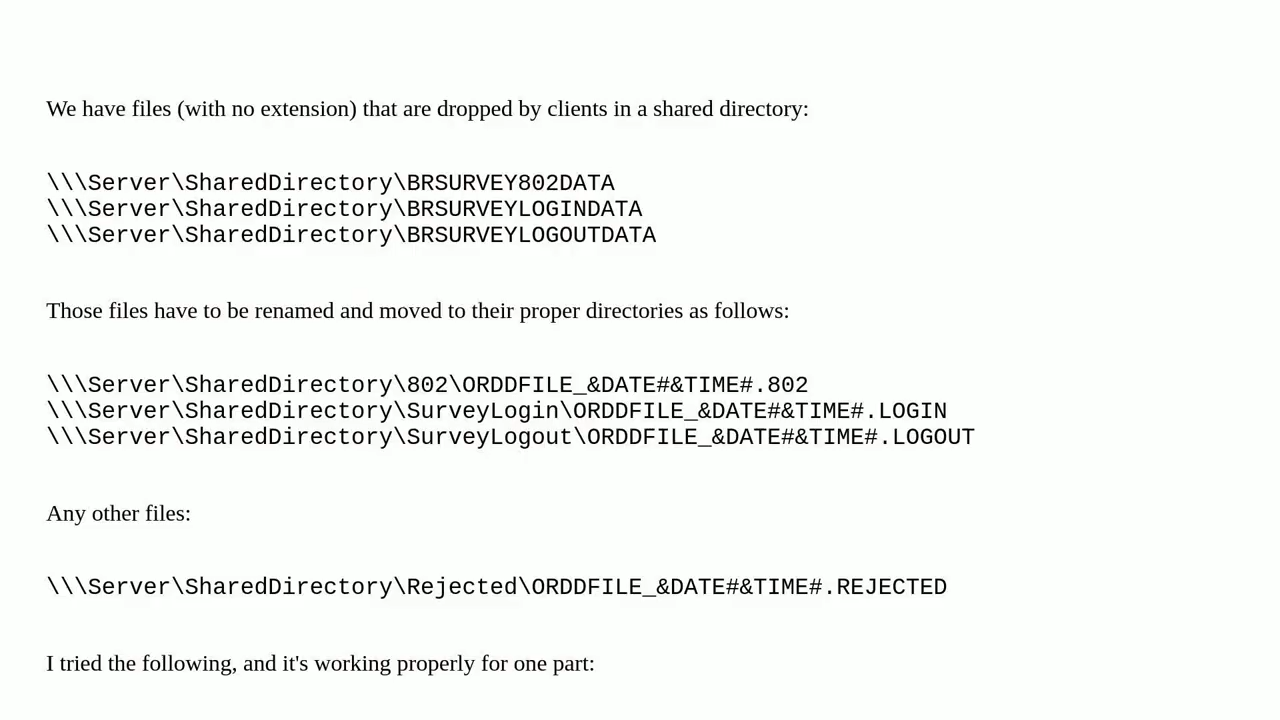 We have files (with no extension) that are dropped by clients in a shared directory:
\\\Server\SharedDirectory\BRSURVEY802DATA
\\\Server\SharedDirectory\BRSURVEYLOGINDATA
\\\Server\SharedDirectory\BRSURVEYLOGOUTDATA
Those files have to be renamed and moved to their proper directories as follows:
\\\Server\SharedDirectory\802\ORDDFILE_&DATE#&TIME#.802
\\\Server\SharedDirectory\SurveyLogin\ORDDFILE_&DATE#&TIME#.LOGIN
\\\Server\SharedDirectory\SurveyLogout\ORDDFILE_&DATE#&TIME#.LOGOUT
Any other files:
\\\Server\SharedDirectory\Rejected\ORDDFILE_&DATE#&TIME#.REJECTED
I tried the following, and it's working properly for one part: